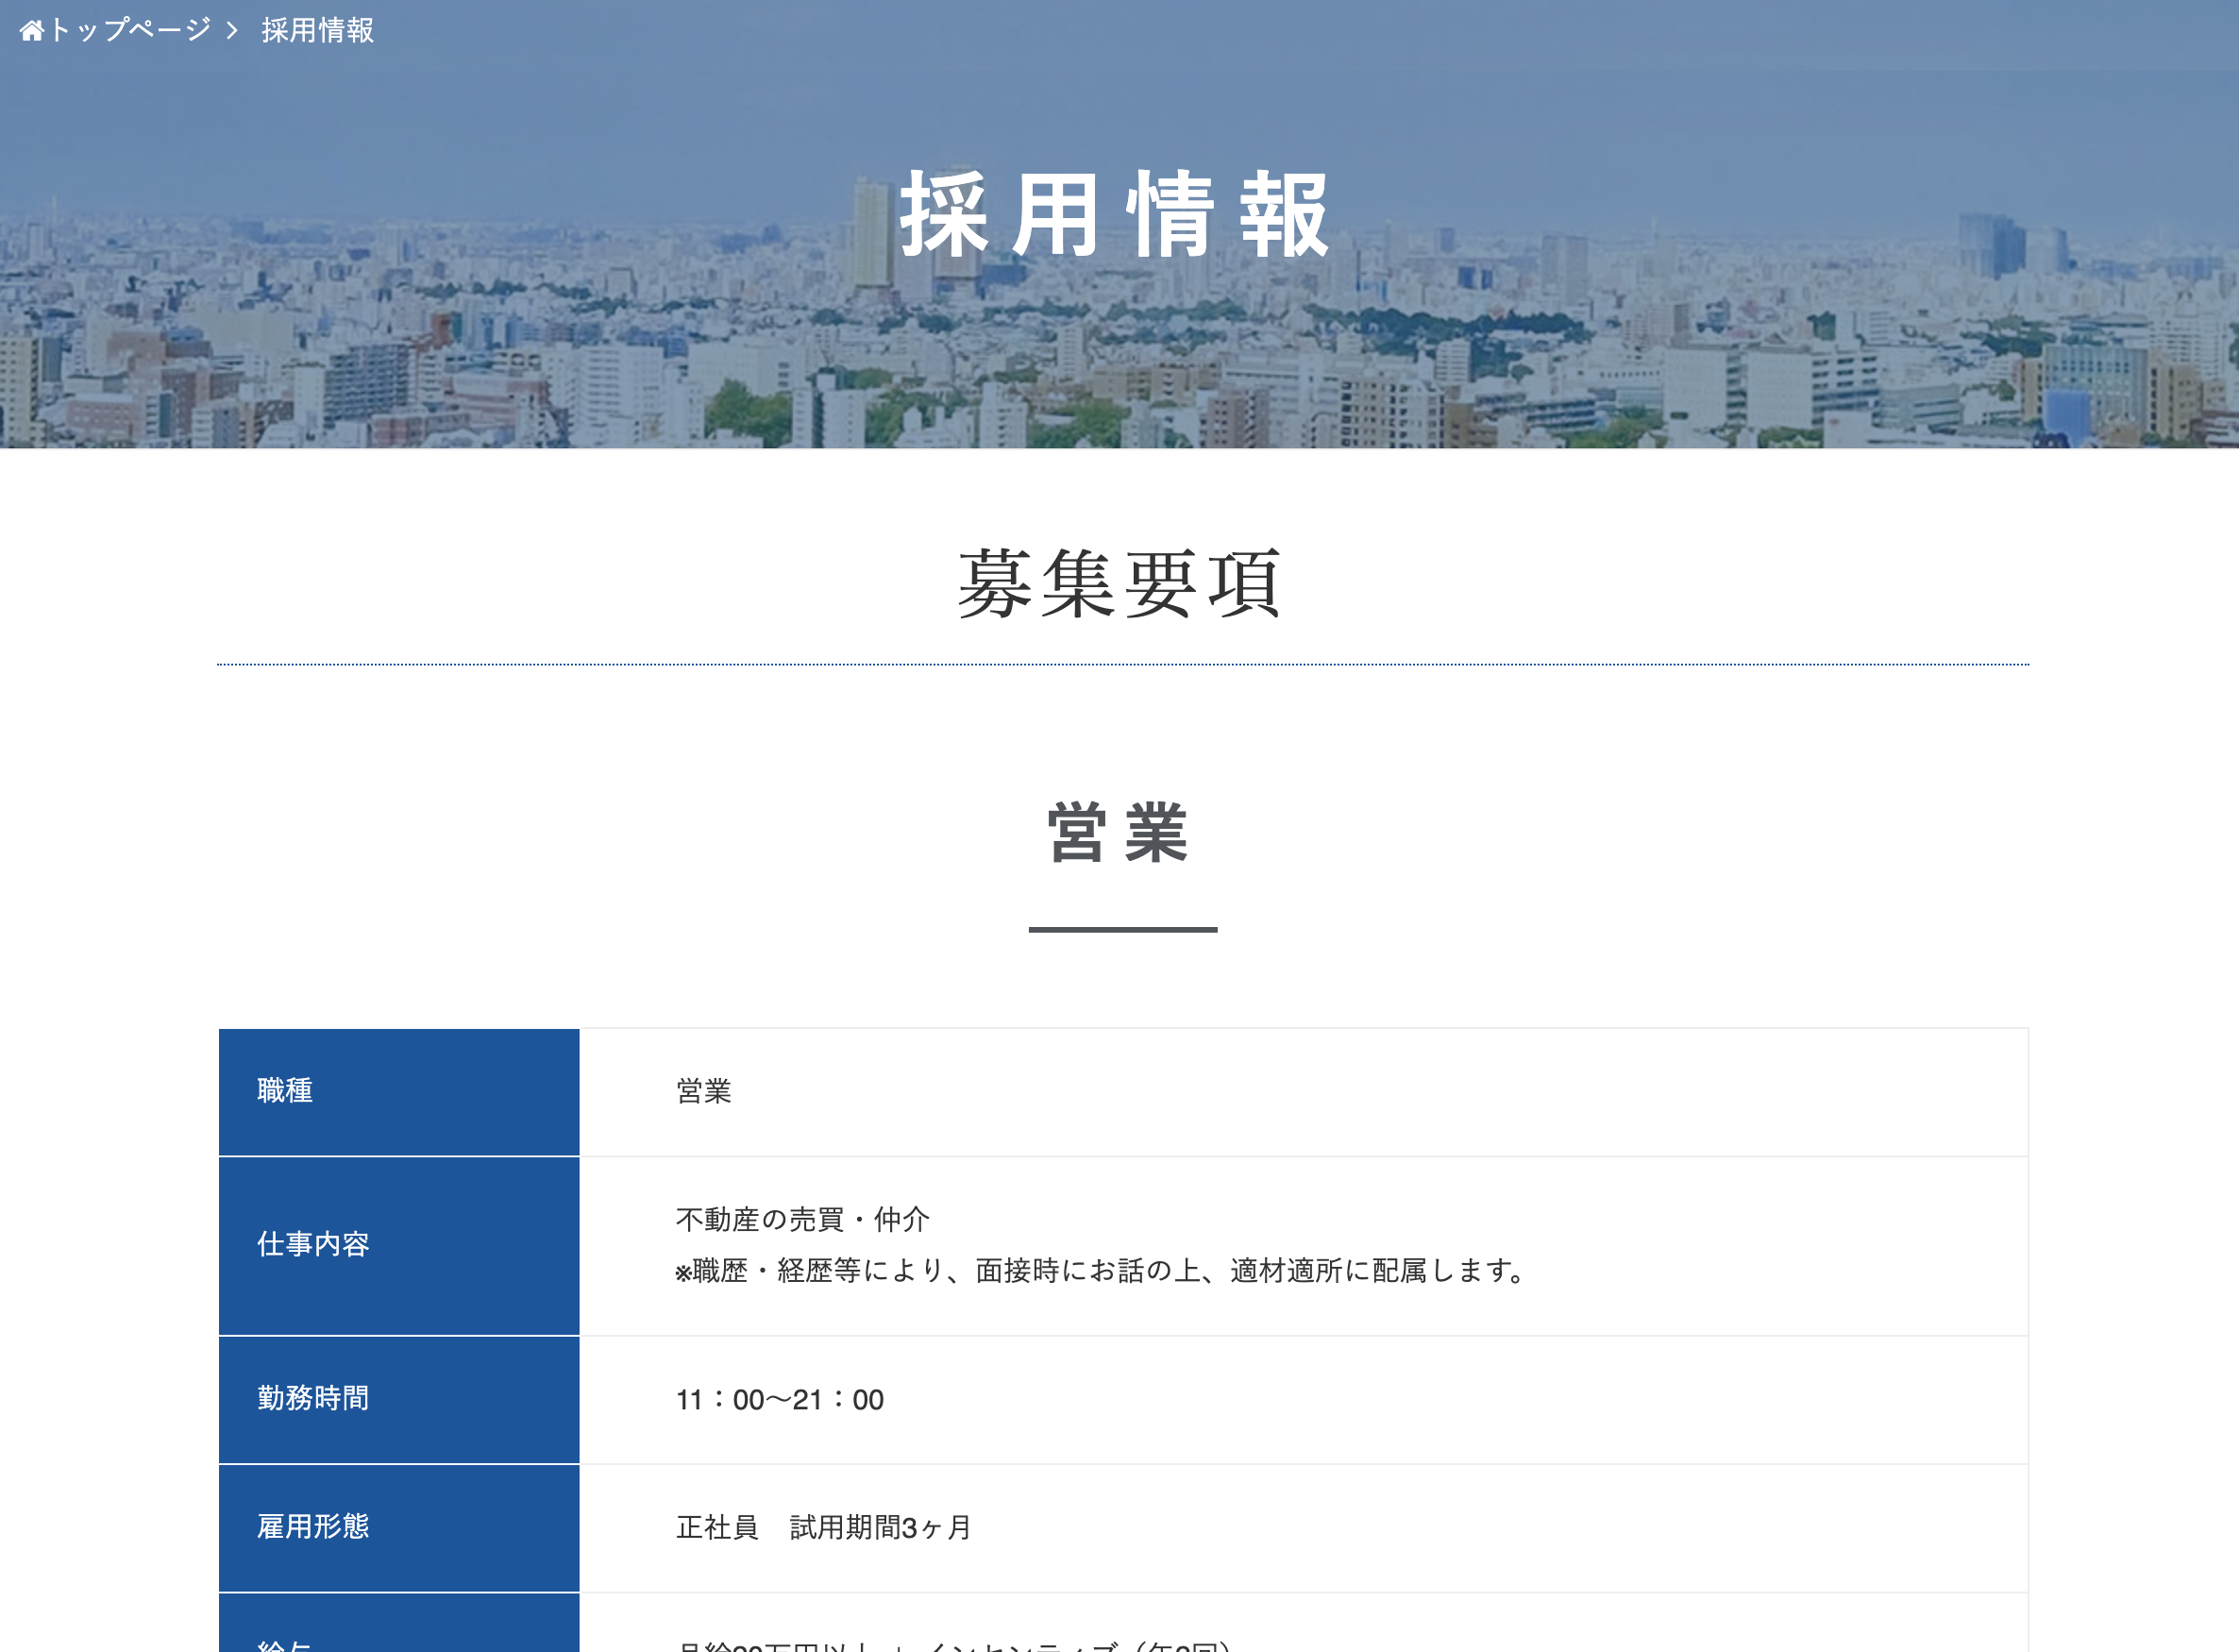 トップページ > 採用情報
採用情報
募集要項
営業
職種
営業
仕事内容
不動産の売買・仲介
※職歴・経歴等により、面接時にお話の上、適材適所に配属します。
勤務時間
11：00〜21：00
雇用形態
正社員　試用期間3ヶ月